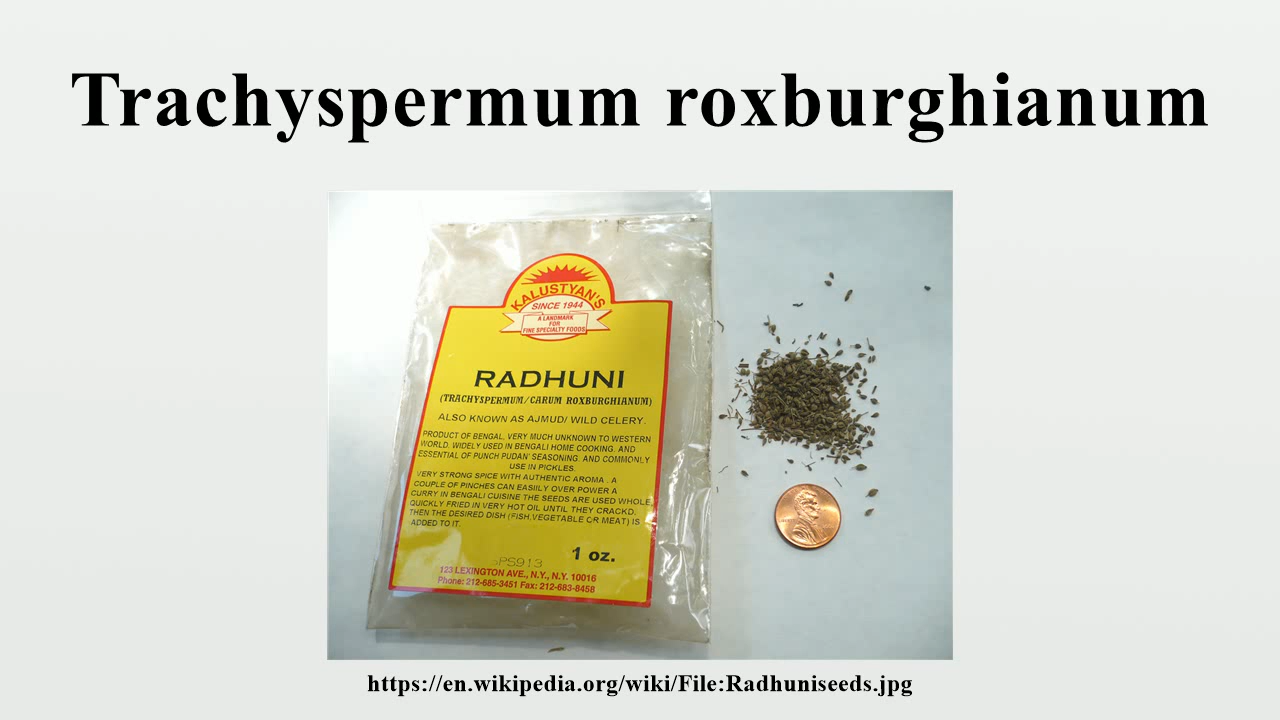 Trachyspermum roxburghianum
KALUSTYAN'S
SINCE 1944
A LANDMARK
FOR
FINE SPECIALTY FOODS
RADHUNI
(TRACHYSPERMUM/CARUM ROXBURGHIANUM)
ALSO KNOWN AS AJMUD/ WILD CELERY.
PRODUCT OF BENGAL, VERY MUCH UNKNOWN TO WESTERN
WORLD. WIDELY USED IN BENGALI HOME COOKING. AND
ESSENTIAL OF PUNCH PUDAN' SEASONING. AND COMMONLY
USE IN PICKLES.
VERY STRONG SPICE WITH AUTHENTIC AROMA . A
COUPLE OF PINCHES CAN EASIILY OVER POWER A
CURRY IN BENGALI CUISINE THE SEEDS ARE USED WHOLE,
QUICKLY FRIED IN VERY HOT OIL UNTIL THEY CRACKD.
THEN THE DESIRED DISH (FISH,VEGETABLE OR MEAT) IS
ADDED TO IT.
1 oz.
PS913
123 LEXINGTON AVE., N.Y., N.Y. 10016
Phone: 212-685-3451 Fax: 212-683-8458
https://en.wikipedia.org/wiki/File:Radhuniseeds.jpg